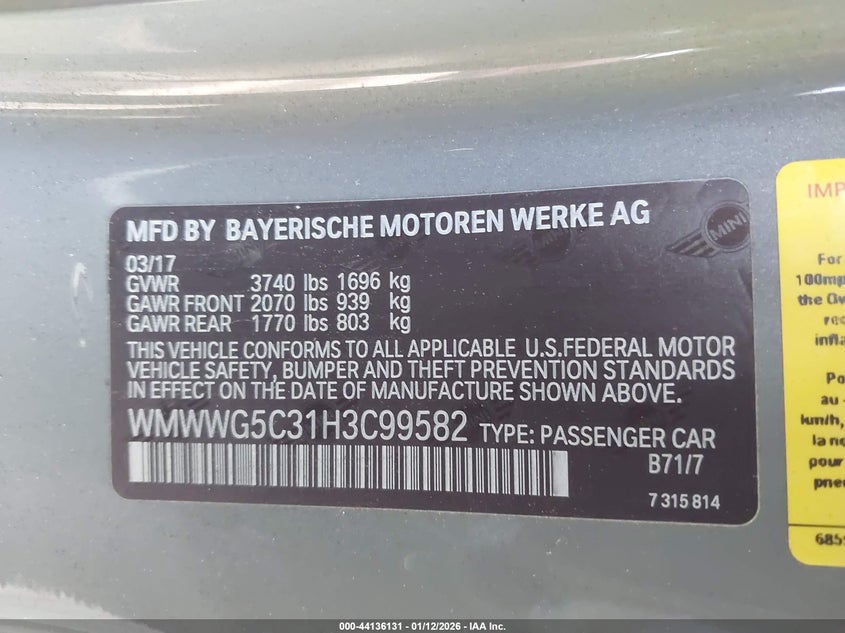 MFD BY BAYERISCHE MOTOREN WERKE AG
MINI
03/17
GVWR 3740 lbs 1696 kg
GAWR FRONT 2070 lbs 939 kg
GAWR REAR 1770 lbs 803 kg
THIS VEHICLE CONFORMS TO ALL APPLICABLE U.S.FEDERAL MOTOR
VEHICLE SAFETY, BUMPER AND THEFT PREVENTION STANDARDS
IN EFFECT ON THE DATE OF MANUFACTURE SHOWN ABOVE.
WMWWG5C31H3C99582 TYPE: PASSENGER CAR
B71/7
7 315 814
IMP
For
100mp
the Ov
rec
infla
Po
au
km/h,
la no
pour
pne
685
000-44136131 - 01/12/2026 - IAA Inc.